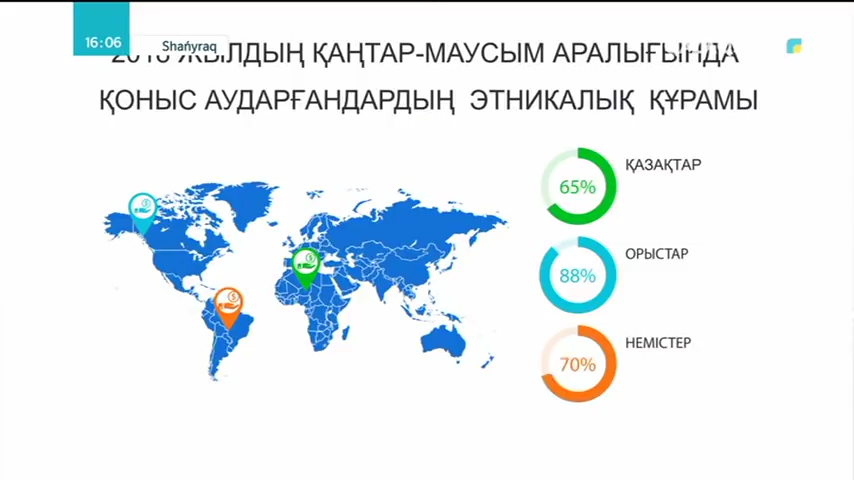 16:06
Shańyraq
ЖЫЛДЫҢ ҚАҢТАР-МАУСЫМ АРАЛЫҒЫНДА
ҚОНЫС АУДАРҒАНДАРДЫҢ ЭТНИКАЛЫҚ ҚҰРАМЫ
65%
ҚАЗАҚТАР
88%
ОРЫСТАР
70%
НЕМІСТЕР